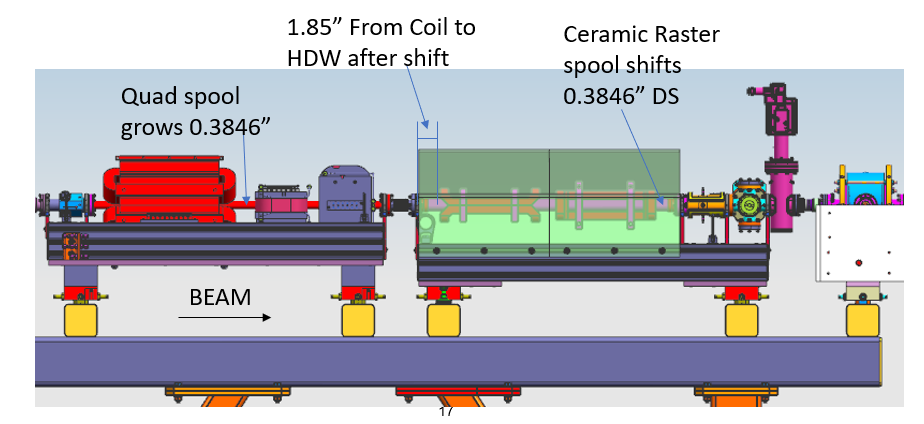 1.85” From Coil to
HDW after shift
Ceramic Raster
spool shifts
0.3846” DS
Quad spool
grows 0.3846”
BEAM
17